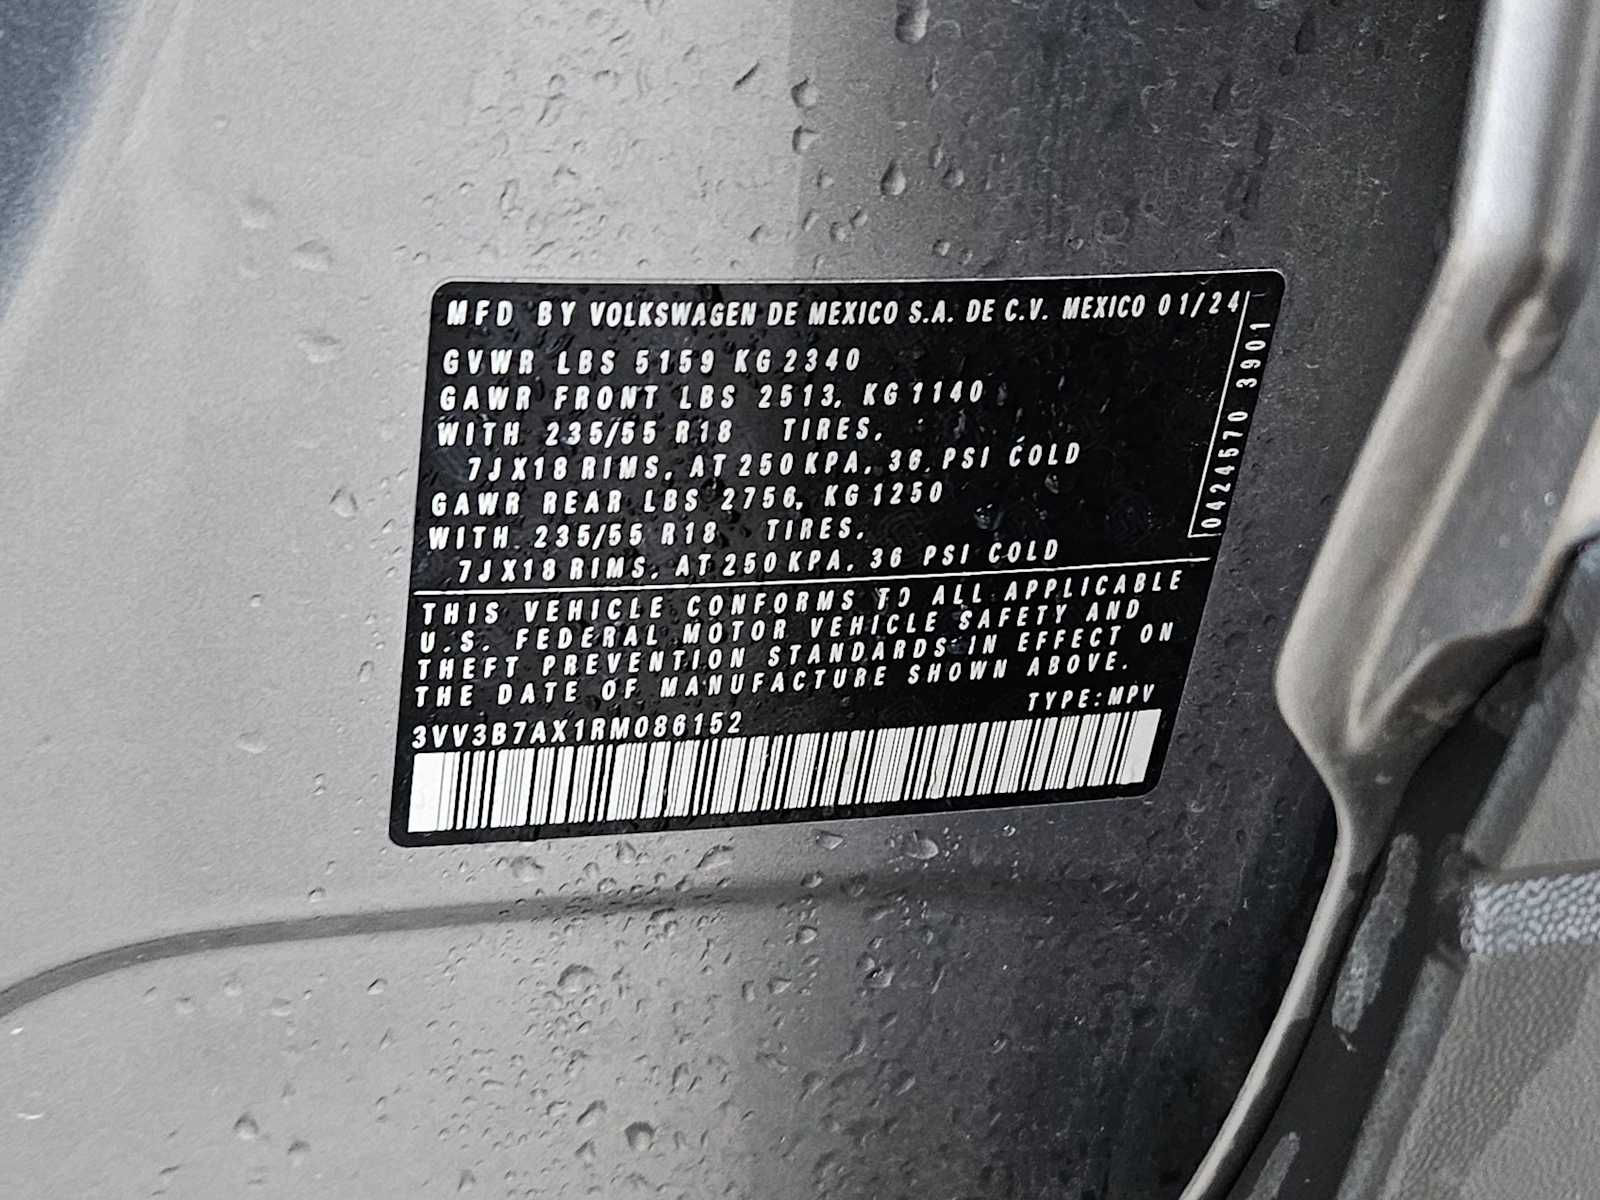 MFD BY VOLKSWAGEN DE MEXICO S.A. DE C.V. MEXICO 01/24
GVWR LBS 5159 KG 2340
GAWR FRONT LBS 2513, KG 1140
WITH 235/55 R18 TIRES,
7JX18 RIMS, AT 250 KPA, 36 PSI COLD
GAWR REAR LBS 2756, KG 1250
WITH 235/55 R18 TIRES,
7JX18 RIMS, AT 250 KPA, 36 PSI COLD
THIS VEHICLE CONFORMS TO ALL APPLICABLE
U.S. FEDERAL MOTOR VEHICLE SAFETY AND
THEFT PREVENTION STANDARDS IN EFFECT ON
THE DATE OF MANUFACTURE SHOWN ABOVE.
TYPE: MPV
3VV3B7AX1RM086152
0424570 3901